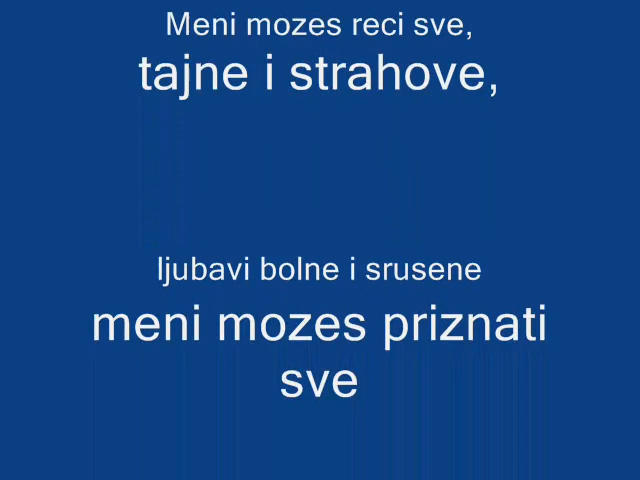 Meni mozes reci sve,
tajne i strahove,
ljubavi bolne i srusene
meni mozes priznati
sve